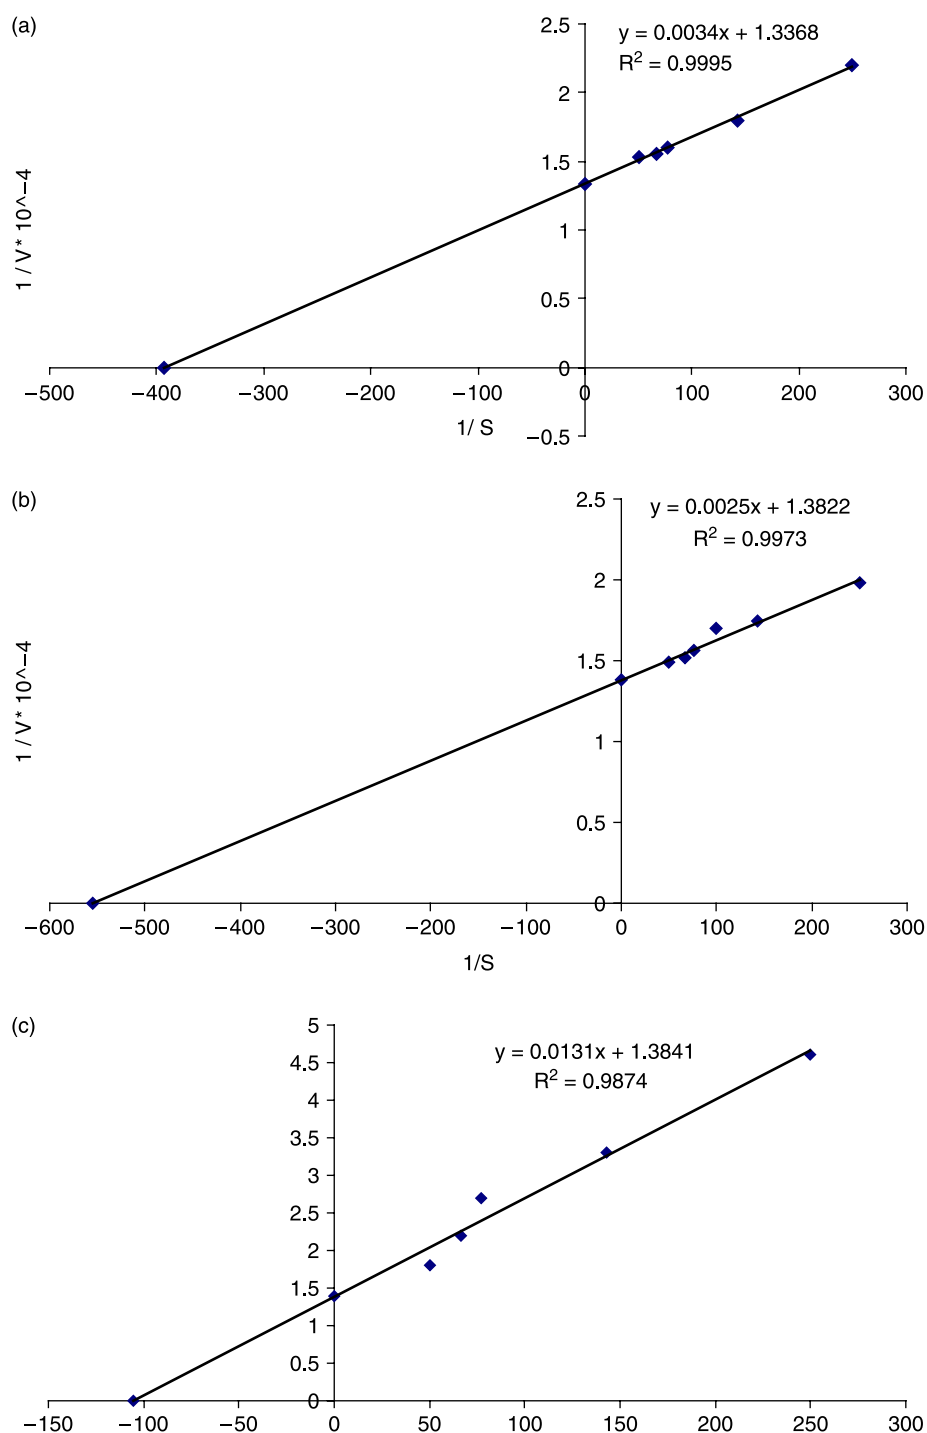 (a)
y = 0.0034x + 1.3368
R² = 0.9995
2.5
2
1.5
1
0.5
0
−0.5
−500 −400 −300 −200 −100 0 100 200 300
1/ S
1 / V* 10^−4
(b)
y = 0.0025x + 1.3822
R² = 0.9973
2.5
2
1.5
1
0.5
0
−600 −500 −400 −300 −200 −100 0 100 200 300
1/S
1 / V* 10^−4
(c)
y = 0.0131x + 1.3841
R² = 0.9874
5
4.5
4
3.5
3
2.5
2
1.5
1
0.5
0
−150 −100 −50 0 50 100 150 200 250 300